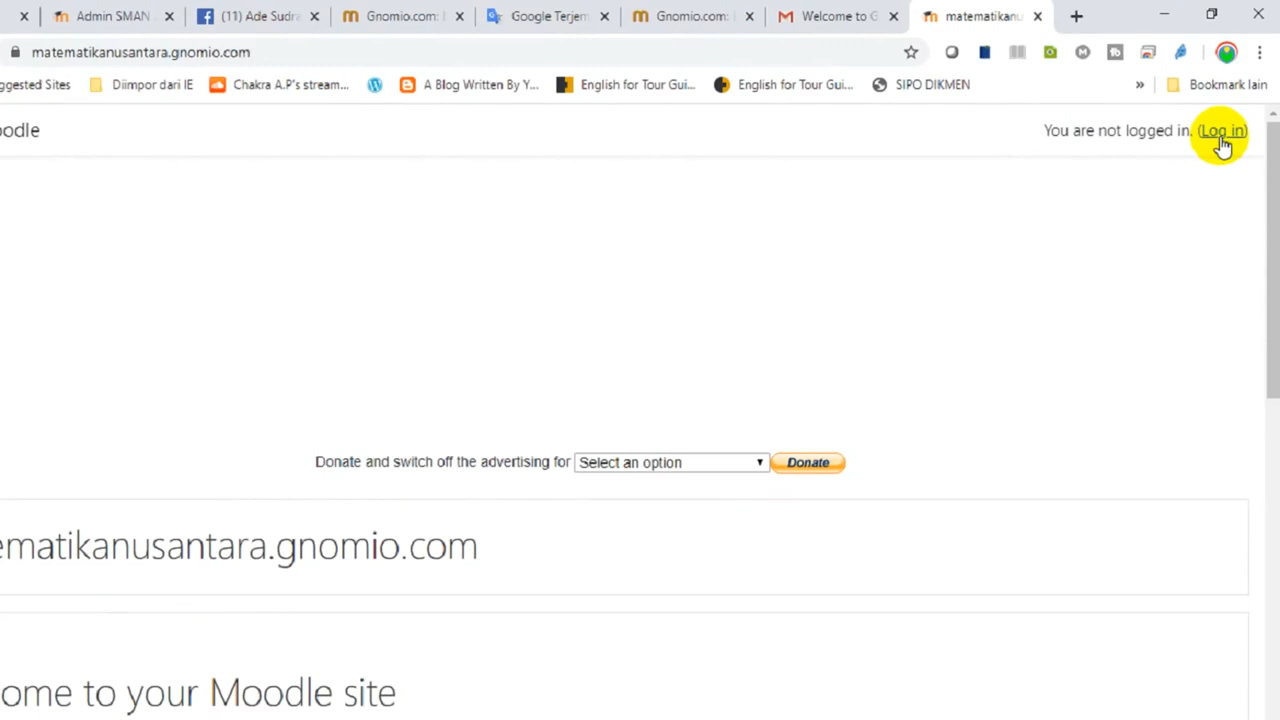 Admin SMAN
(11) Ade Sudra
Gnomio.com:
Google Terjem
Gnomio.com:
Welcome to G
matematikanu
matematikanusantara.gnomio.com
ggested Sites
Diimpor dari IE
Chakra A.P's stream...
A Blog Written By Y...
English for Tour Gui...
English for Tour Gui...
SIPO DIKMEN
»
Bookmark lain
oodle
You are not logged in. (Log in)
Donate and switch off the advertising for
Select an option
Donate
ematikanusantara.gnomio.com
ome to your Moodle site